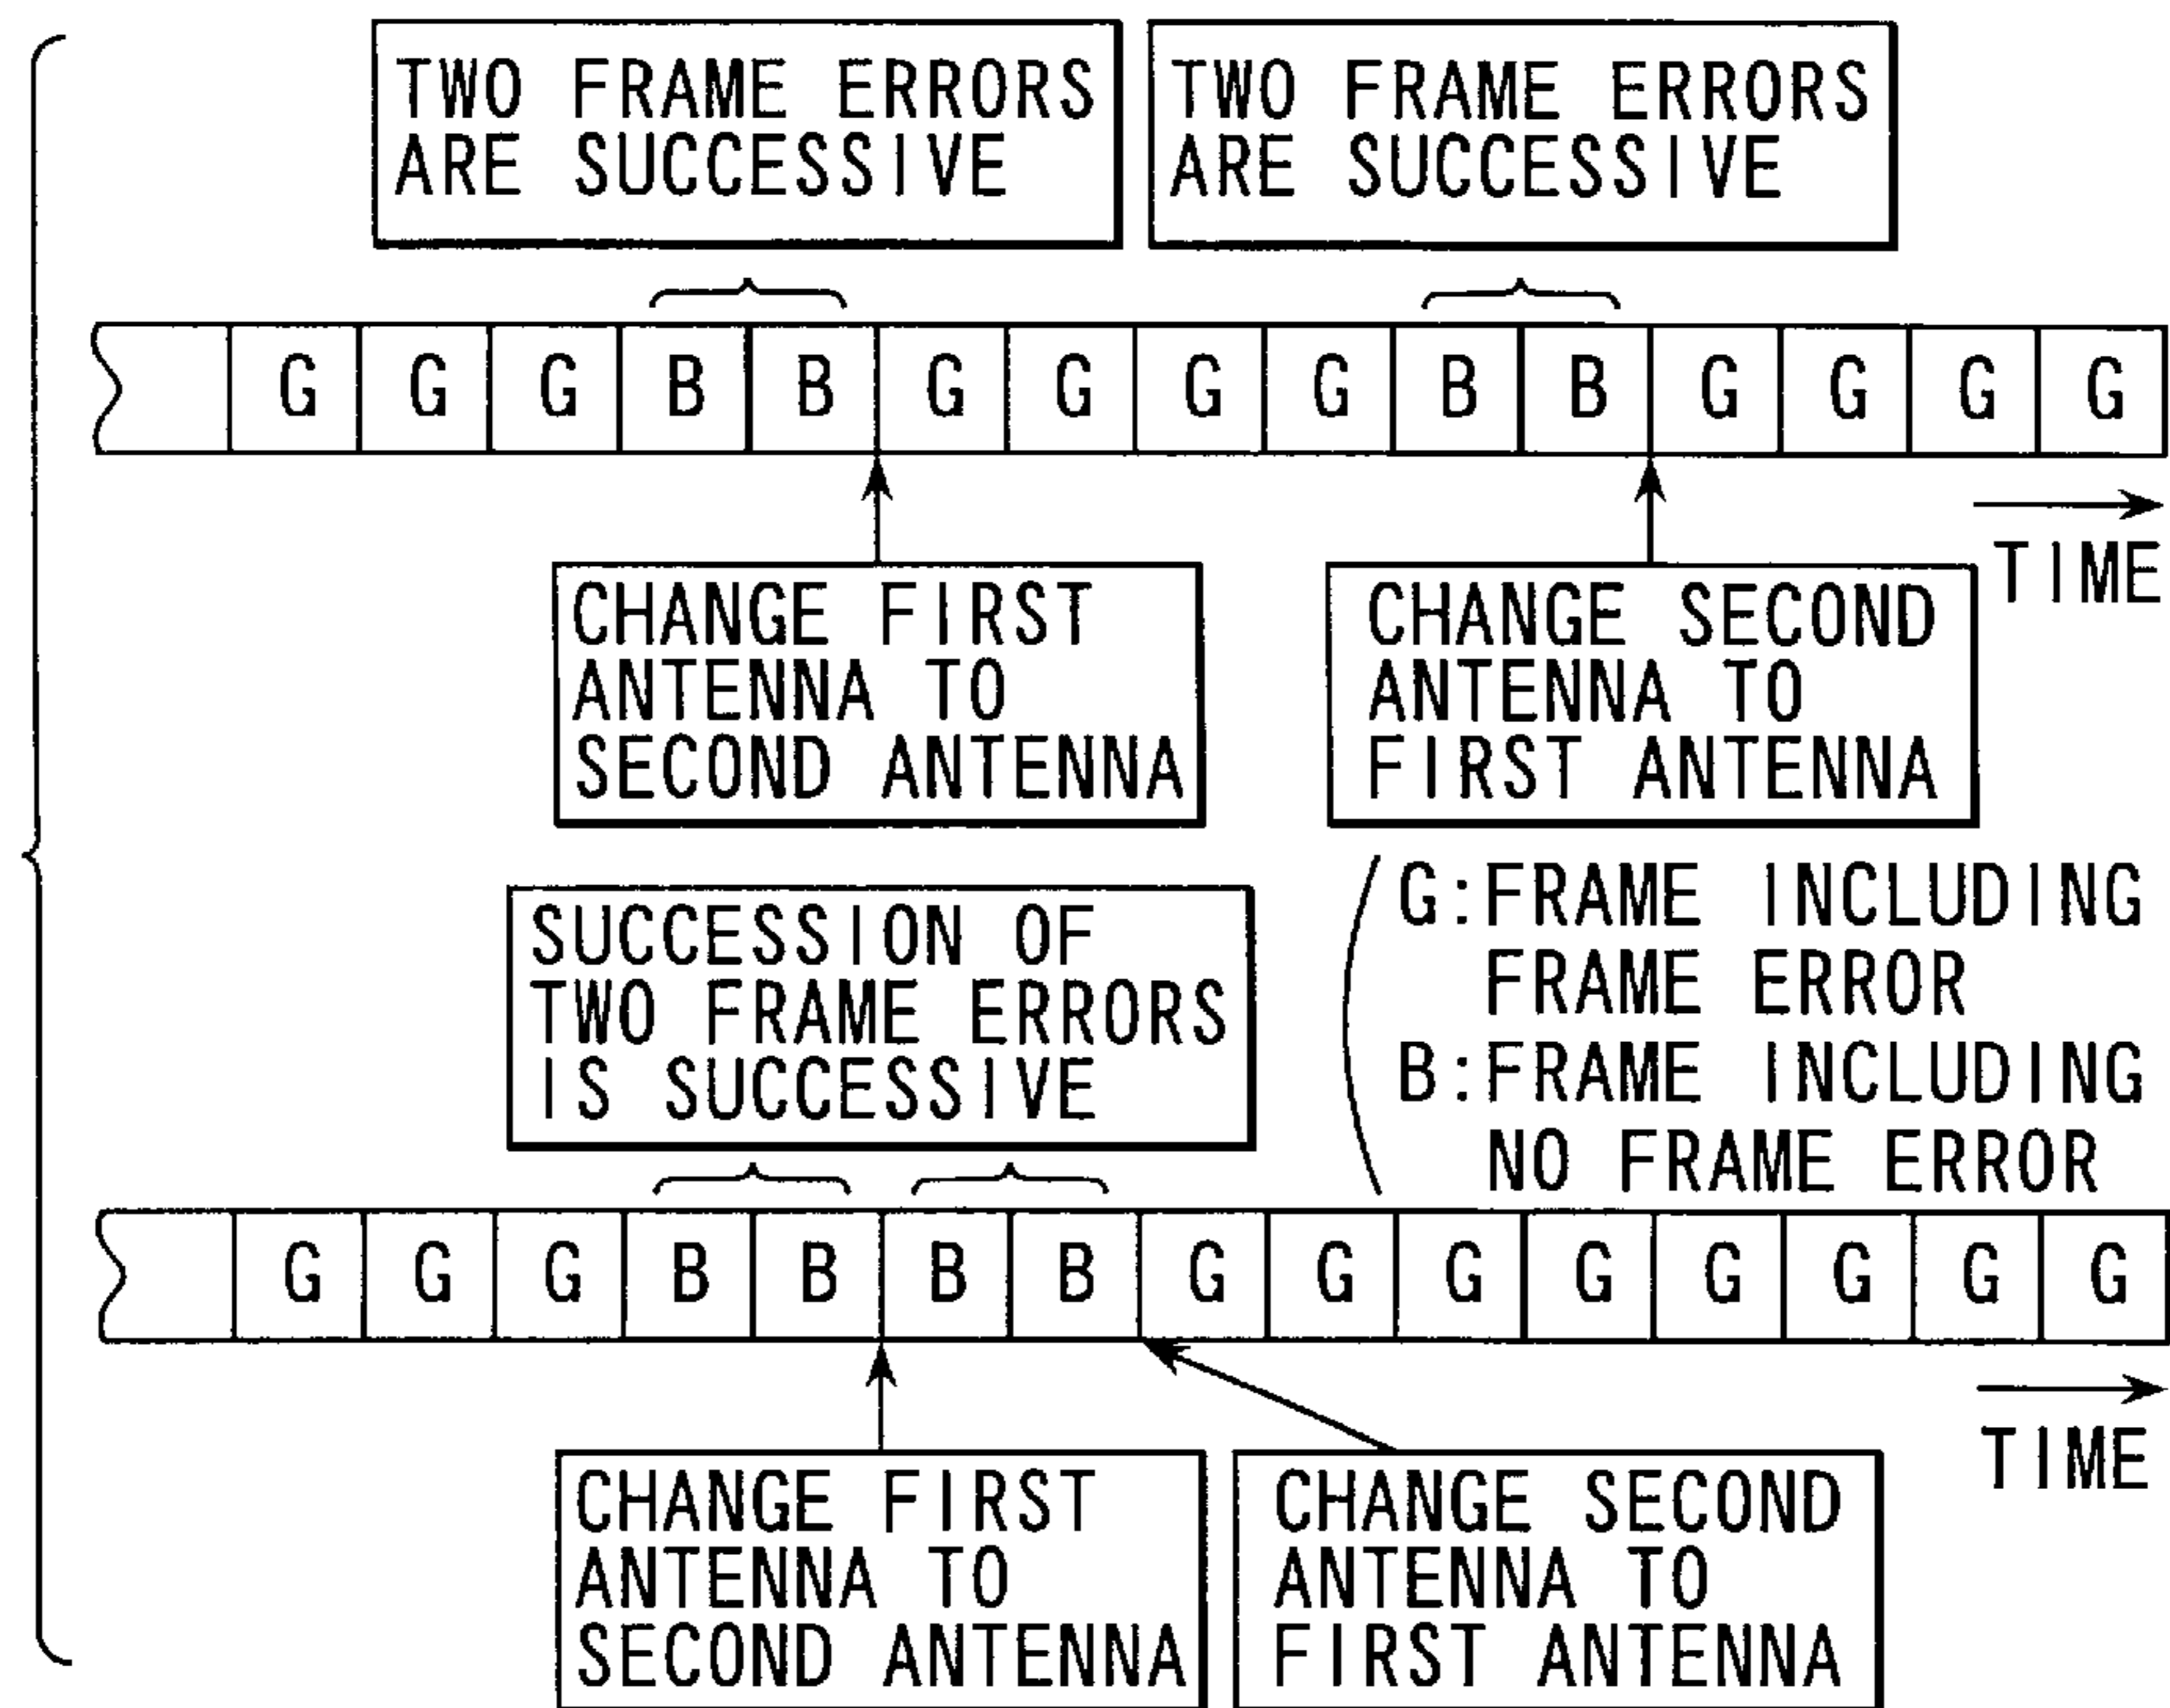 TWO FRAME ERRORS
ARE SUCCESSIVE
TWO FRAME ERRORS
ARE SUCCESSIVE
G G G B B G G G G B B G G G G
TIME
CHANGE FIRST
ANTENNA TO
SECOND ANTENNA
CHANGE SECOND
ANTENNA TO
FIRST ANTENNA
G:FRAME INCLUDING
FRAME ERROR
B:FRAME INCLUDING
NO FRAME ERROR
SUCCESSION OF
TWO FRAME ERRORS
IS SUCCESSIVE
G G G B B B B G G G G G G G G
TIME
CHANGE FIRST
ANTENNA TO
SECOND ANTENNA
CHANGE SECOND
ANTENNA TO
FIRST ANTENNA